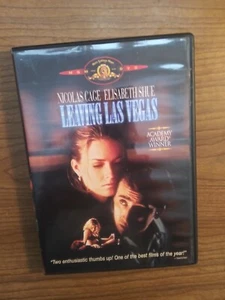 NICOLAS CAGE ELISABETH SHUE
LEAVING LAS VEGAS
ACADEMY
AWARD
WINNER
"Two enthusiastic thumbs up! One of the best films of the year!"